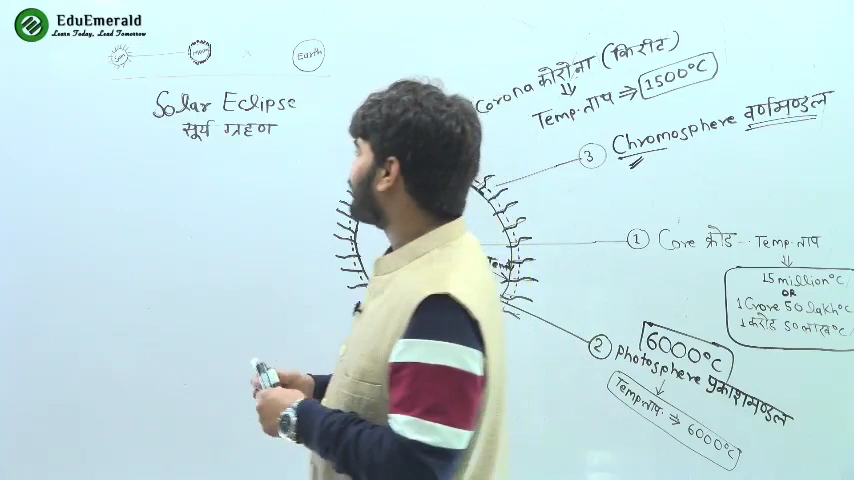 EduEmerald
Learn Today, Lead Tomorrow
Sun
Moon
Earth
Solar Eclipse
सूर्य ग्रहण
Corona कोरोना (किरीट)
Temp. ताप ⇒ 1500°C
3 Chromosphere वर्णमण्डल
1 Core क्रोड Temp. ताप
15 million°C
OR
1 Crore 50 lakh°C
1 करोड़ 50 लाख°C
6000°C
2 Photosphere प्रकाशमण्डल
Temp. ताप. ⇒ 6000°C